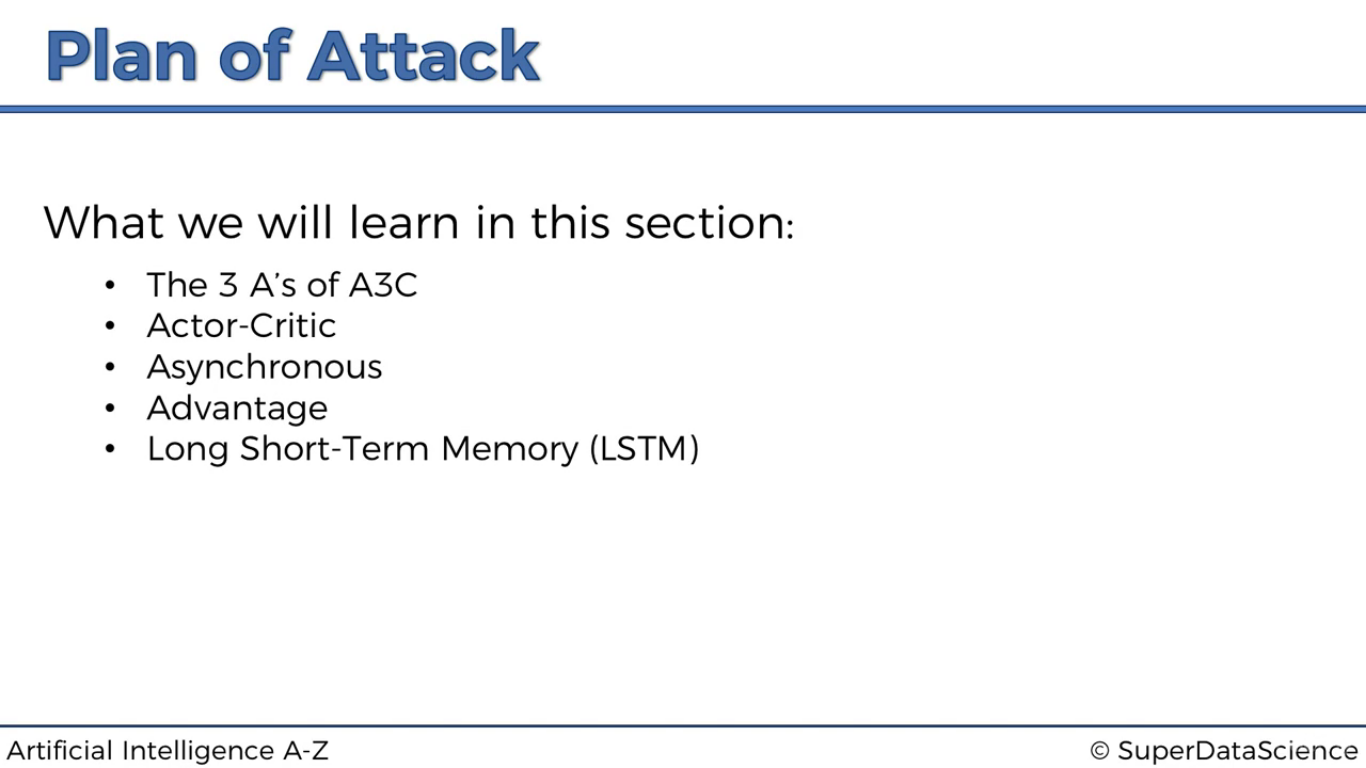 Plan of Attack
What we will learn in this section:
• The 3 A's of A3C
• Actor-Critic
• Asynchronous
• Advantage
• Long Short-Term Memory (LSTM)
Artificial Intelligence A-Z
© SuperDataScience